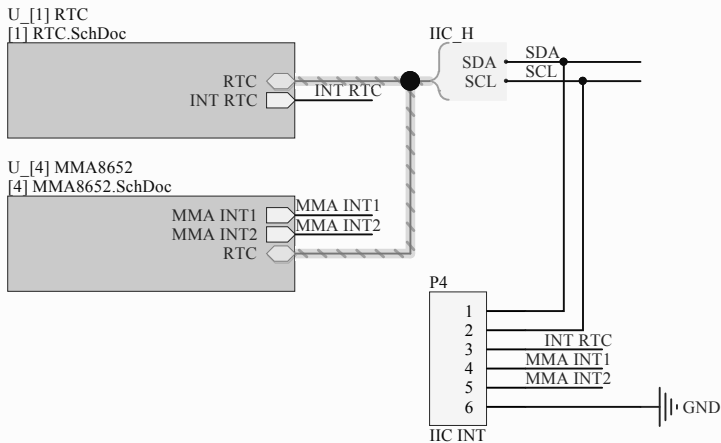 U_[1] RTC
[1] RTC.SchDoc
RTC
INT RTC
INT RTC
IIC_H
SDA
SCL
SDA
SCL
U_[4] MMA8652
[4] MMA8652.SchDoc
MMA INT1
MMA INT2
RTC
MMA INT1
MMA INT2
P4
1
2
3
4
5
6
INT RTC
MMA INT1
MMA INT2
GND
IIC INT